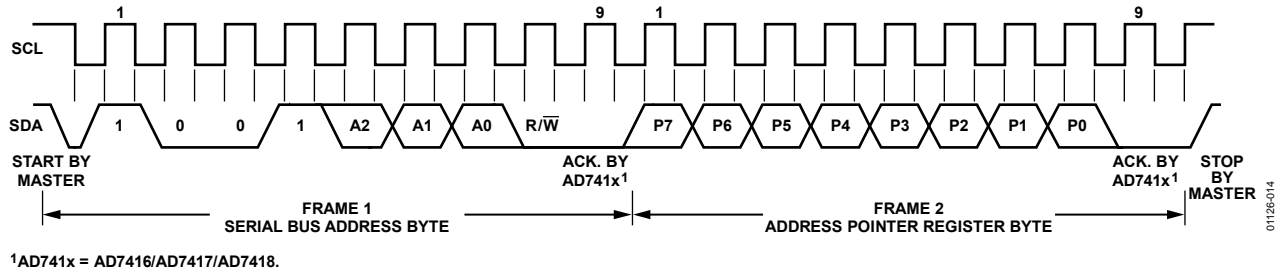 1 9 1 9
SCL
SDA 1 0 0 1 A2 A1 A0 R/W̅ P7 P6 P5 P4 P3 P2 P1 P0
START BY
MASTER
ACK. BY
AD741x¹
ACK. BY
AD741x¹
STOP
BY
MASTER
FRAME 1
SERIAL BUS ADDRESS BYTE
FRAME 2
ADDRESS POINTER REGISTER BYTE
01126-014
¹AD741x = AD7416/AD7417/AD7418.